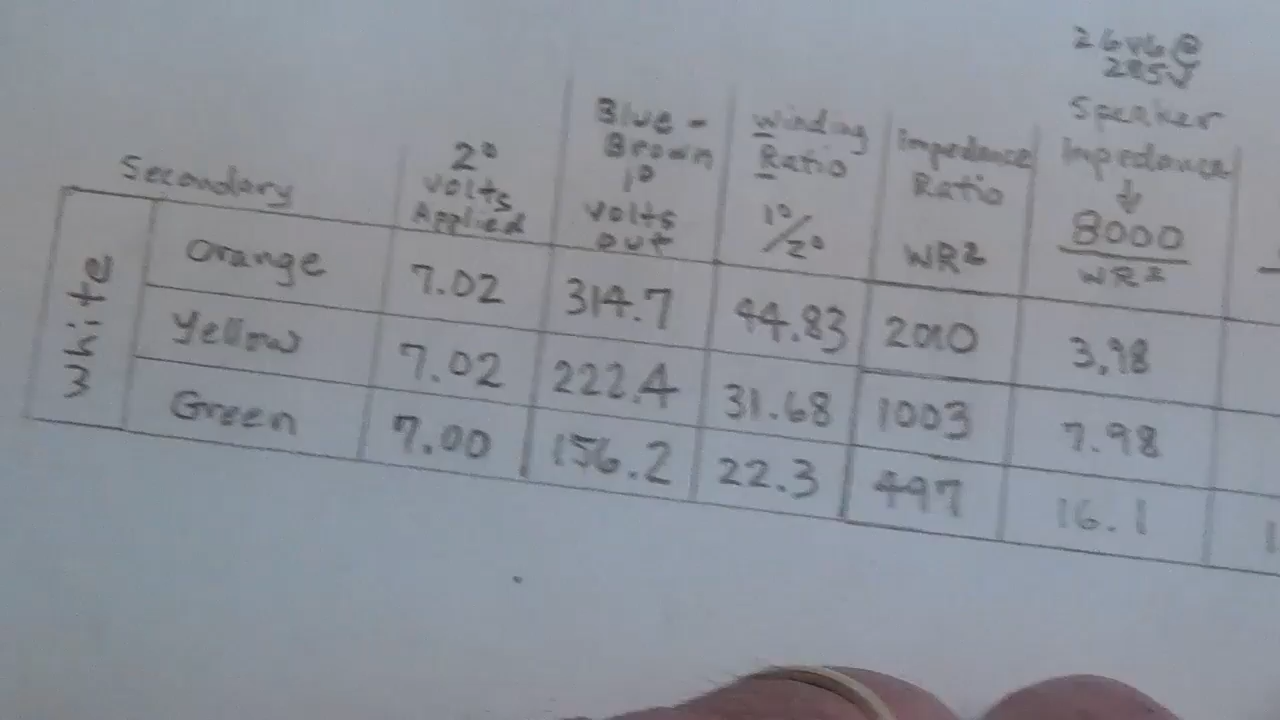 2 6V6 @
285V
Secondary
2°
volts
Applied
Blue -
Brown
1°
volts
out
Winding
Ratio
1°/2°
Impedance
Ratio
WR²
Speaker
Impedance
↓
8000
WR²
White
Orange 7.02 314.7 44.83 2010 3.98
Yellow 7.02 222.4 31.68 1003 7.98
Green 7.00 156.2 22.3 497 16.1